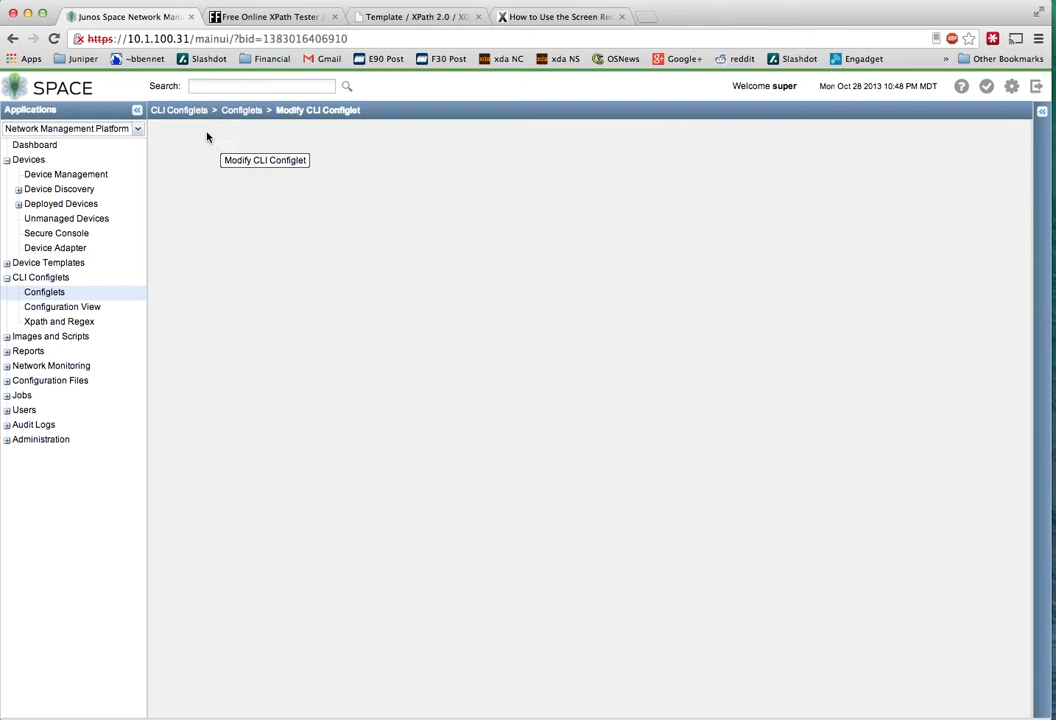 Junos Space Network Mana
Free Online XPath Tester /
Template / XPath 2.0 / XQ
How to Use the Screen Rec
https://10.1.100.31/mainui/?bid=1383016406910
Apps
Juniper
~bbennet
Slashdot
Financial
Gmail
E90 Post
F30 Post
xda NC
xda NS
OSNews
Google+
reddit
Slashdot
Engadget
»
Other Bookmarks
SPACE
Search:
Welcome super
Mon Oct 28 2013 10:48 PM MDT
Applications
CLI Configlets > Configlets > Modify CLI Configlet
Network Management Platform
Modify CLI Configlet
Dashboard
Devices
Device Management
Device Discovery
Deployed Devices
Unmanaged Devices
Secure Console
Device Adapter
Device Templates
CLI Configlets
Configlets
Configuration View
Xpath and Regex
Images and Scripts
Reports
Network Monitoring
Configuration Files
Jobs
Users
Audit Logs
Administration